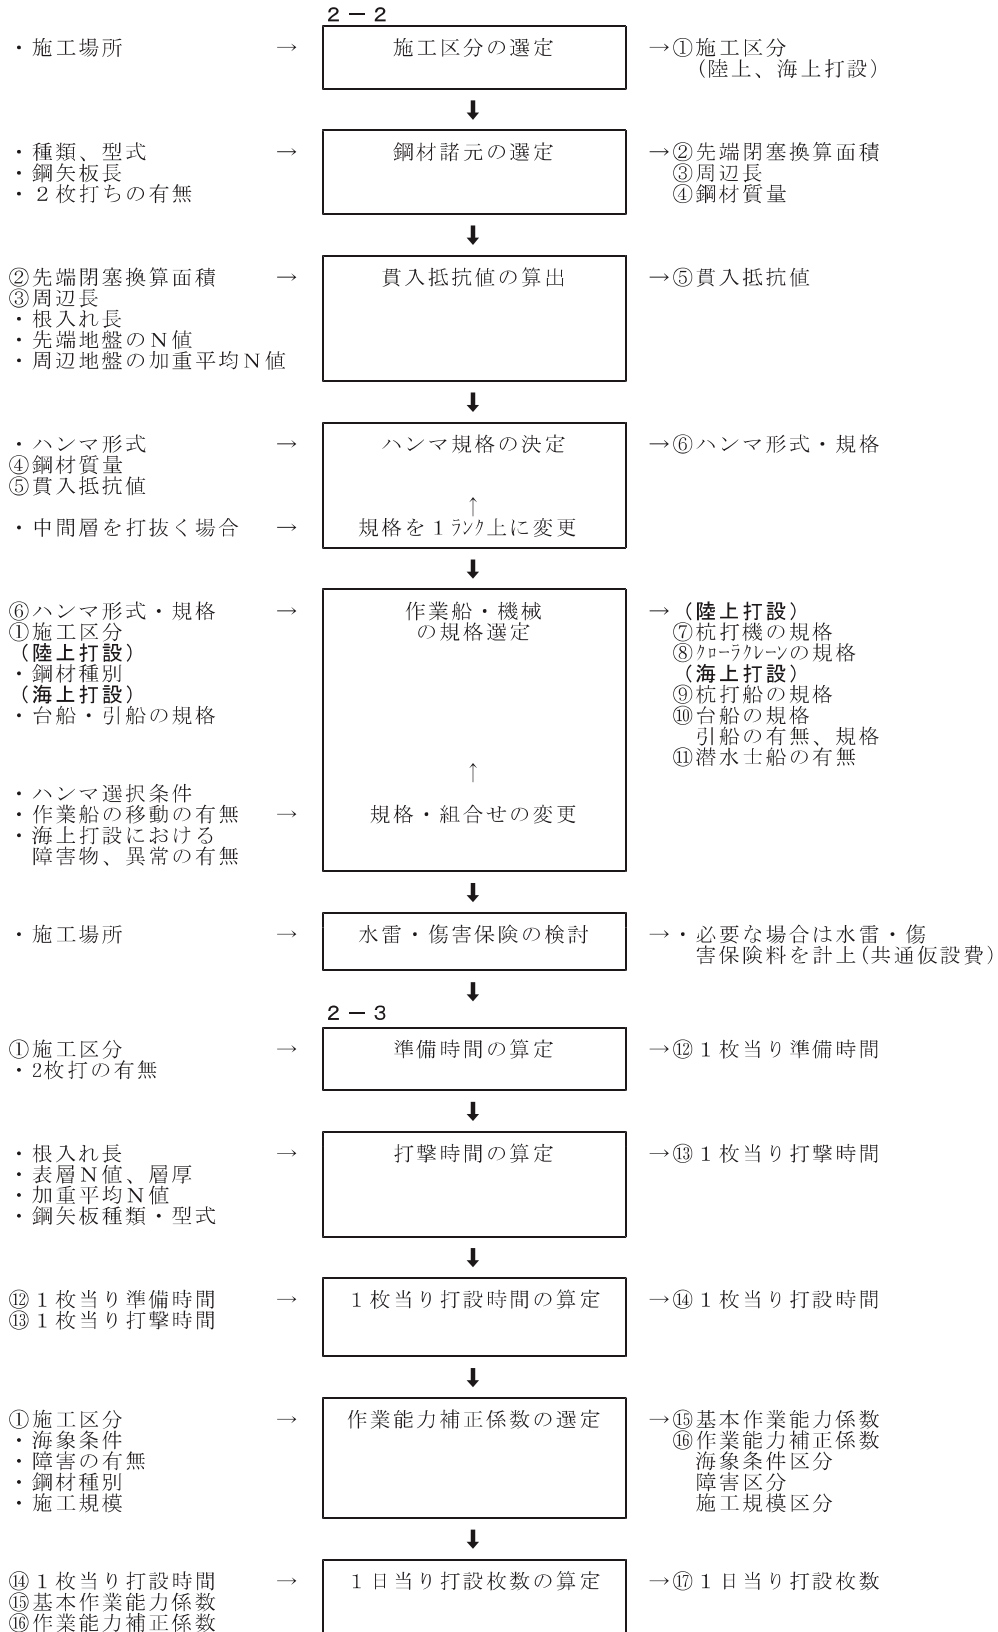 ２－２
・施工場所 → 施工区分の選定 →①施工区分
（陸上、海上打設）
⬇
・種類、型式 → 鋼材諸元の選定 →②先端閉塞換算面積
・鋼矢板長 ③周辺長
・２枚打ちの有無 ④鋼材質量
⬇
②先端閉塞換算面積 → 貫入抵抗値の算出 →⑤貫入抵抗値
③周辺長
・根入れ長
・先端地盤のＮ値
・周辺地盤の加重平均Ｎ値
⬇
・ハンマ形式 → ハンマ規格の決定 →⑥ハンマ形式・規格
④鋼材質量
⑤貫入抵抗値
↑
・中間層を打抜く場合 → 規格を１ﾗﾝｸ上に変更
⬇
⑥ハンマ形式・規格 → 作業船・機械 →（陸上打設）
①施工区分 の規格選定 ⑦杭打機の規格
（陸上打設） ⑧ｸﾛｰﾗｸﾚｰﾝの規格
・鋼材種別 （海上打設）
（海上打設） ⑨杭打船の規格
・台船・引船の規格 ⑩台船の規格
引船の有無、規格
⑪潜水士船の有無
↑
・ハンマ選択条件
・作業船の移動の有無 → 規格・組合せの変更
・海上打設における
障害物、異常の有無
⬇
・施工場所 → 水雷・傷害保険の検討 →・必要な場合は水雷・傷
害保険料を計上(共通仮設費)
⬇
２－３
①施工区分 → 準備時間の算定 →⑫１枚当り準備時間
・2枚打の有無
⬇
・根入れ長 → 打撃時間の算定 →⑬１枚当り打撃時間
・表層Ｎ値、層厚
・加重平均Ｎ値
・鋼矢板種類・型式
⬇
⑫１枚当り準備時間 → １枚当り打設時間の算定 →⑭１枚当り打設時間
⑬１枚当り打撃時間
⬇
①施工区分 → 作業能力補正係数の選定 →⑮基本作業能力係数
・海象条件 ⑯作業能力補正係数
・障害の有無 海象条件区分
・鋼材種別 障害区分
・施工規模 施工規模区分
⬇
⑭１枚当り打設時間 → １日当り打設枚数の算定 →⑰１日当り打設枚数
⑮基本作業能力係数
⑯作業能力補正係数